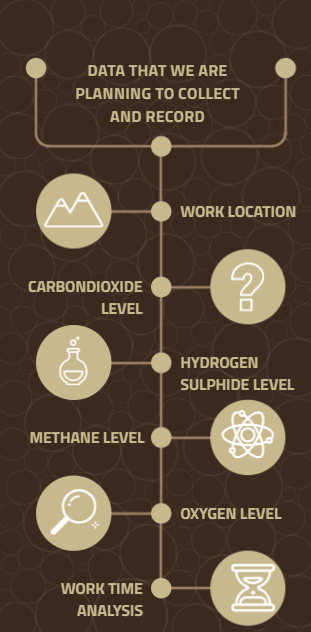 DATA THAT WE ARE
PLANNING TO COLLECT
AND RECORD
WORK LOCATION
CARBONDIOXIDE
LEVEL
HYDROGEN
SULPHIDE LEVEL
METHANE LEVEL
OXYGEN LEVEL
WORK TIME
ANALYSIS